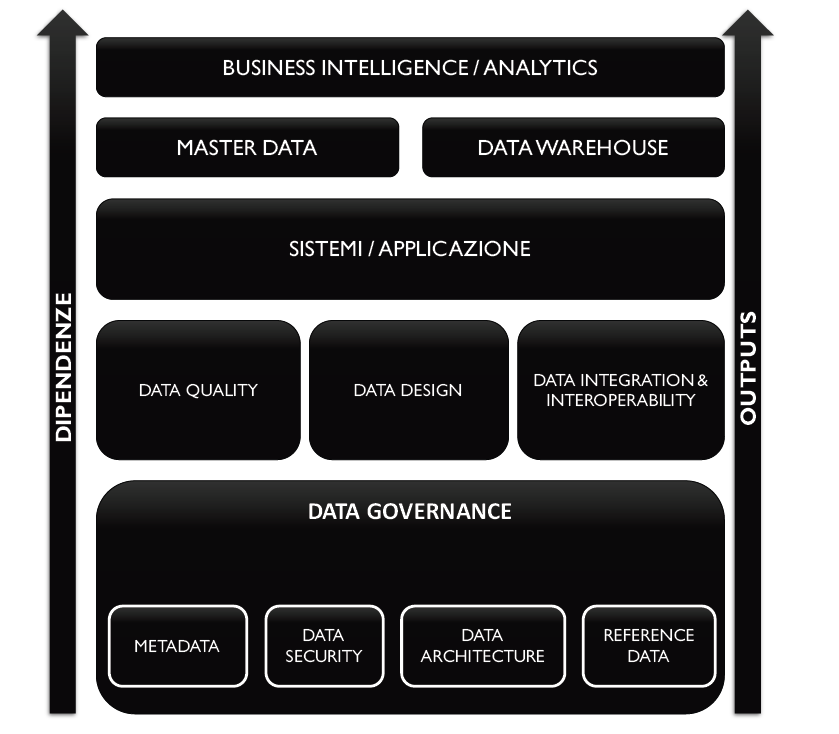 BUSINESS INTELLIGENCE / ANALYTICS
MASTER DATA
DATA WAREHOUSE
SISTEMI / APPLICAZIONE
DIPENDENZE
OUTPUTS
DATA QUALITY
DATA DESIGN
DATA INTEGRATION &
INTEROPERABILITY
DATA GOVERNANCE
METADATA
DATA
SECURITY
DATA
ARCHITECTURE
REFERENCE
DATA